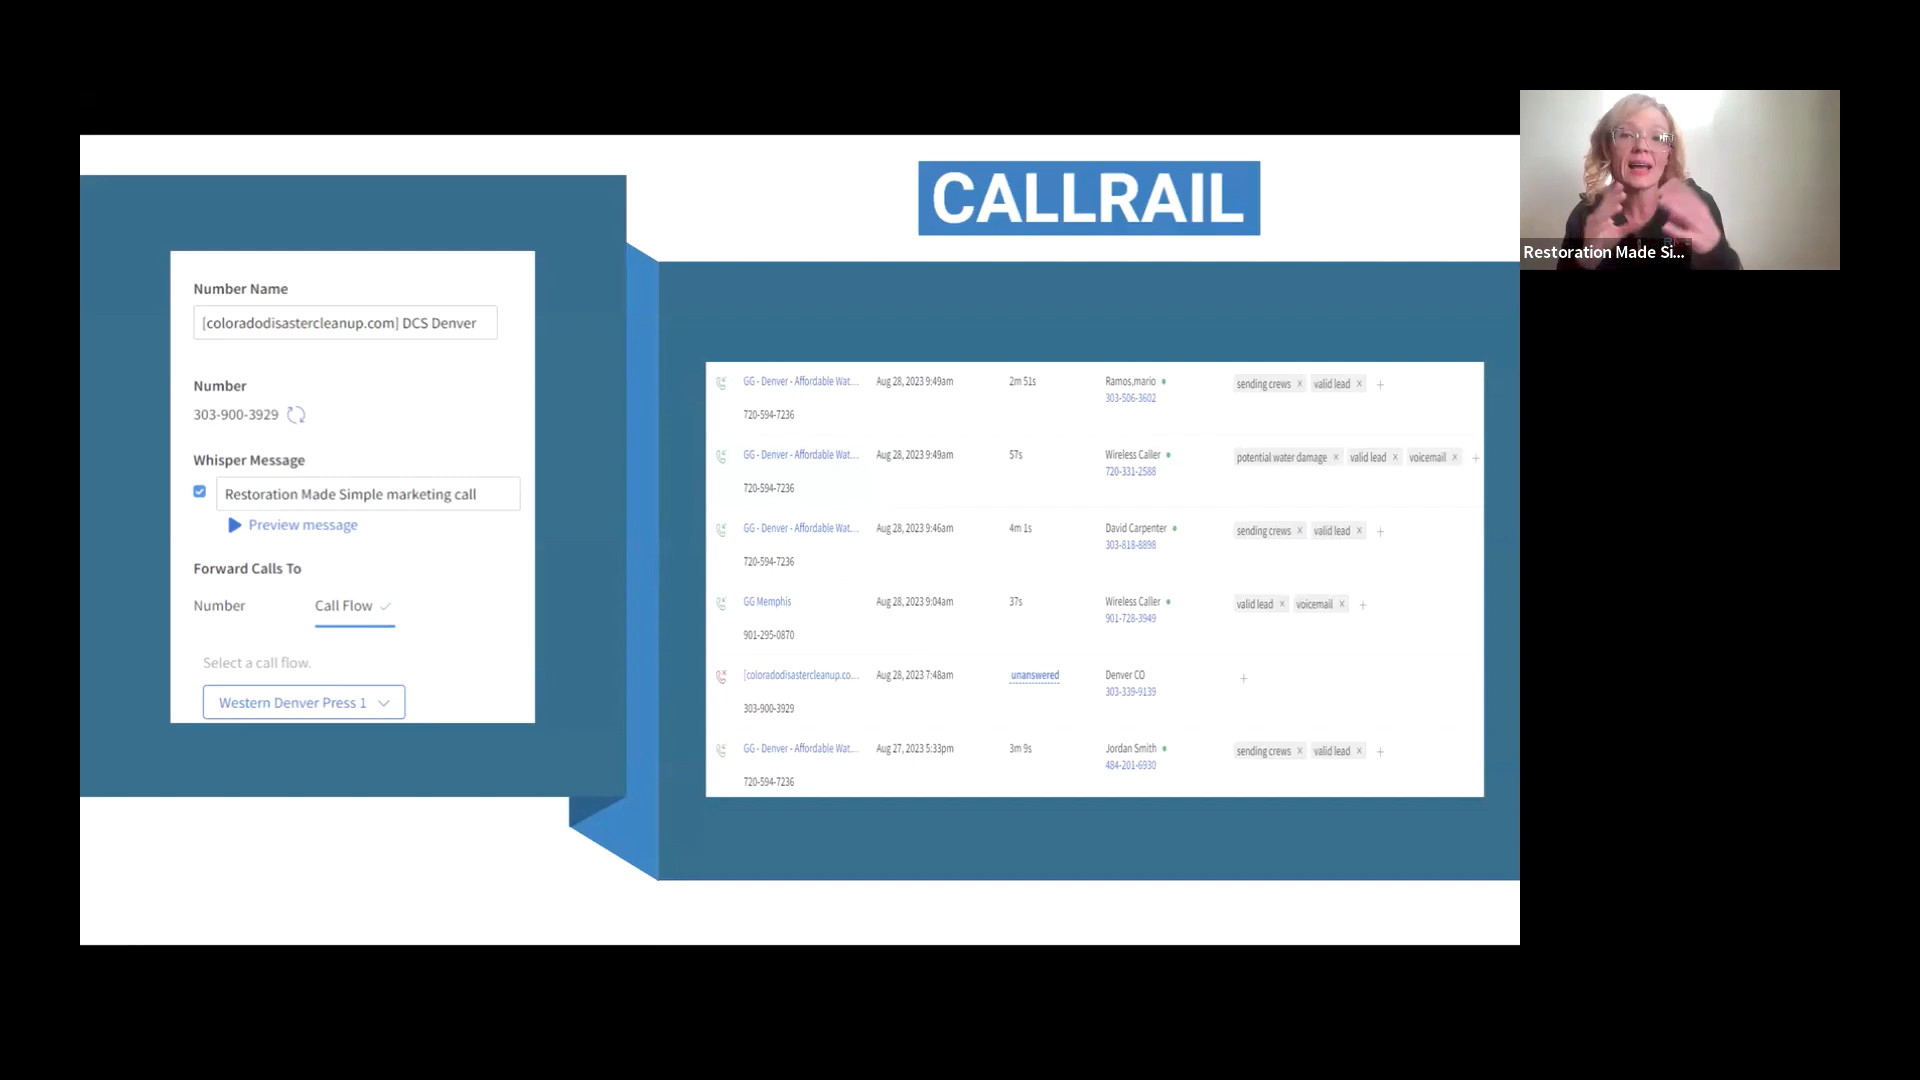 CALLRAIL
Restoration Made Si...
Number Name
[coloradodisastercleanup.com] DCS Denver
Number
303-900-3929
Whisper Message
Restoration Made Simple marketing call
Preview message
Forward Calls To
Number Call Flow
Select a call flow.
Western Denver Press 1
GG - Denver - Affordable Wat... Aug 28, 2023 9:49am 2m 51s Ramos,mario sending crews × valid lead × +
303-506-3602
720-594-7236
GG - Denver - Affordable Wat... Aug 28, 2023 9:49am 57s Wireless Caller potential water damage × valid lead × voicemail × +
720-331-2588
720-594-7236
GG - Denver - Affordable Wat... Aug 28, 2023 9:46am 4m 1s David Carpenter sending crews × valid lead × +
303-818-8898
720-594-7236
GG Memphis Aug 28, 2023 9:04am 37s Wireless Caller valid lead × voicemail × +
901-728-3949
901-295-0870
[coloradodisastercleanup.co... Aug 28, 2023 7:48am unanswered Denver CO +
303-339-9139
303-900-3929
GG - Denver - Affordable Wat... Aug 27, 2023 5:33pm 3m 9s Jordan Smith sending crews × valid lead × +
484-201-6930
720-594-7236